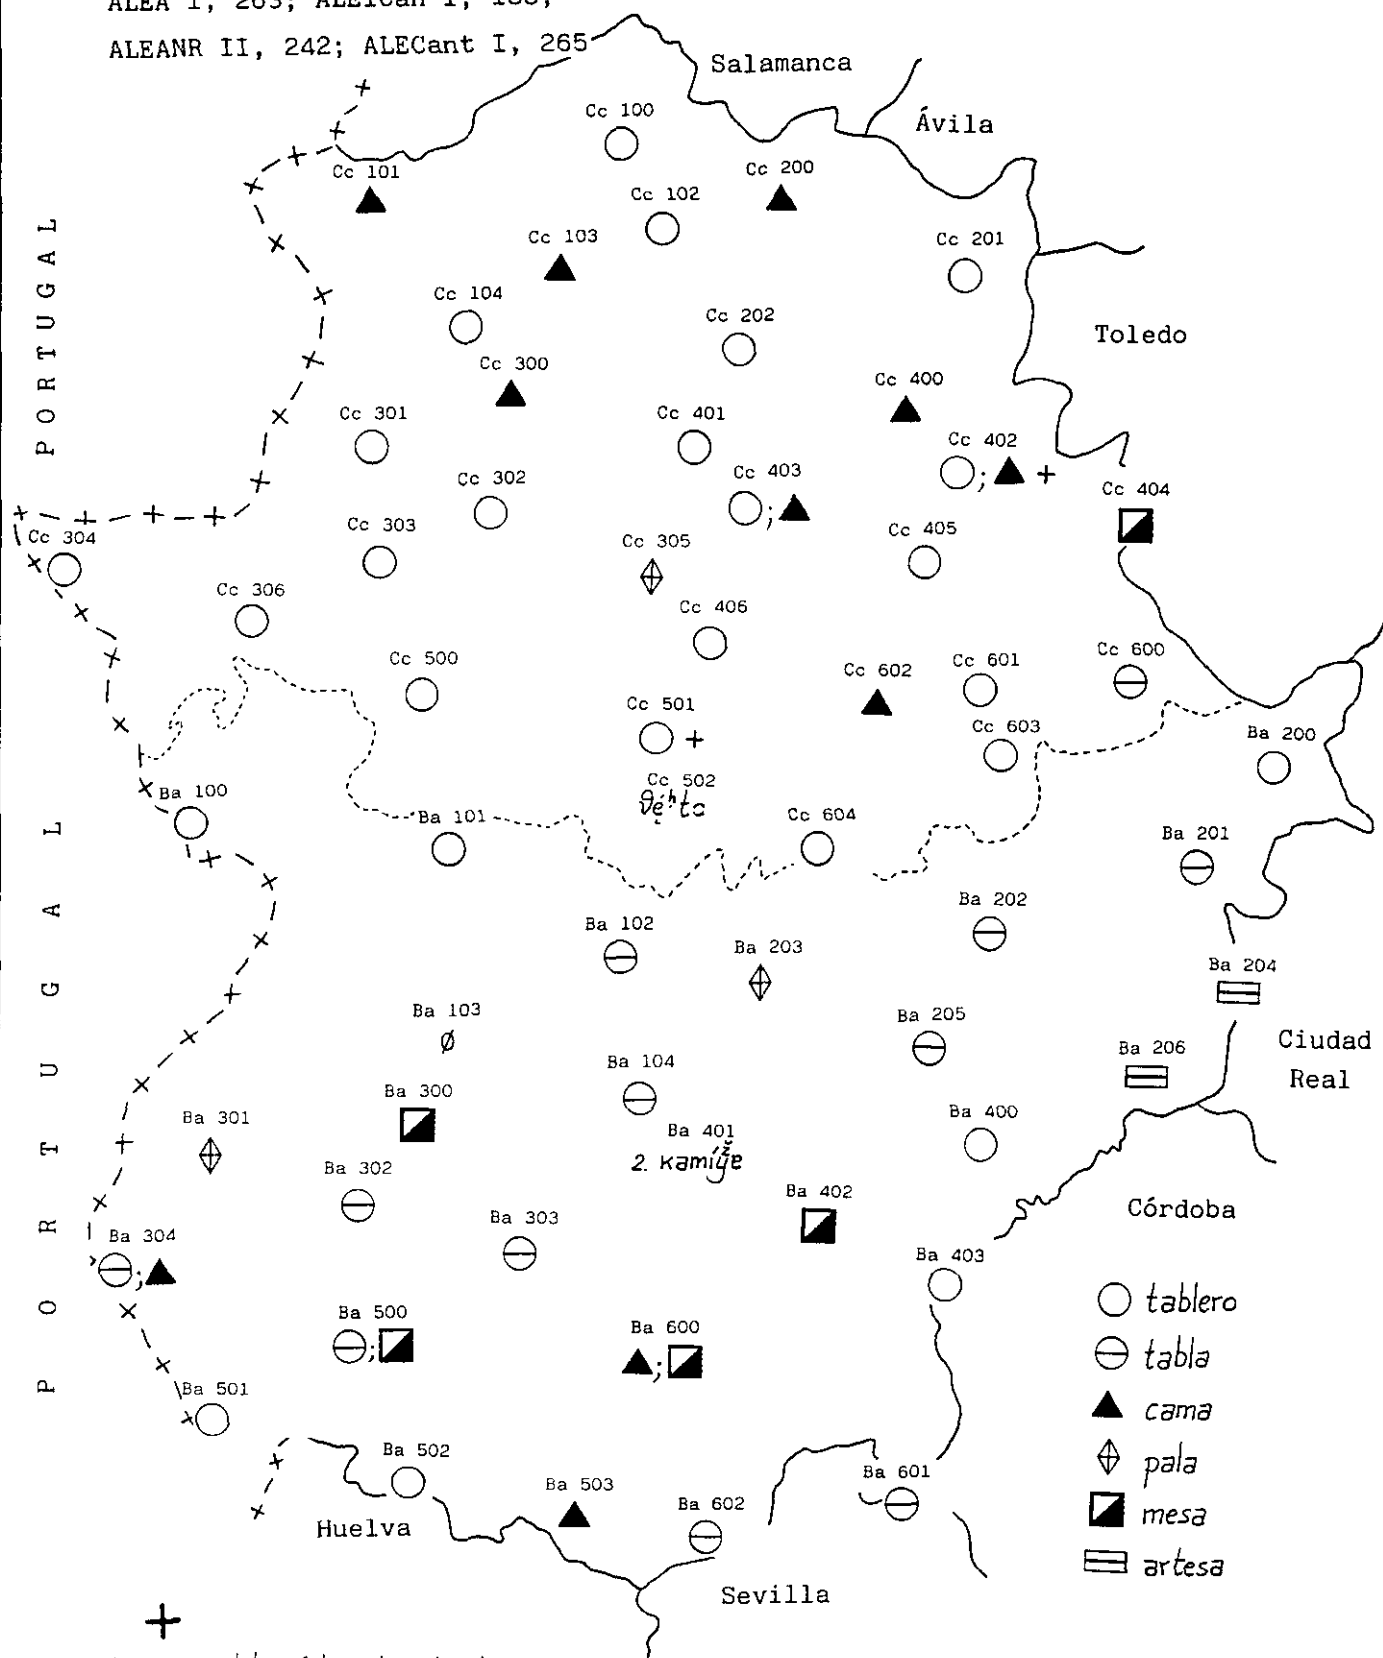 ALEANR II, 242; ALECant I, 265
Salamanca
Cc 100
Ávila
Cc 101
Cc 200
Cc 102
Cc 103
Cc 201
Cc 104
Cc 202
Toledo
Cc 300
Cc 400
Cc 301
Cc 401
Cc 402
; +
Cc 302
Cc 403
;
Cc 404
Cc 303
Cc 304
Cc 305
Cc 405
Cc 306
Cc 406
Cc 500
Cc 602
Cc 601
Cc 600
Cc 501
+
Cc 603
Ba 200
Cc 502
Ba 100
Ba 101
Cc 604
Ba 201
Ba 102
Ba 202
Ba 203
Ba 204
Ba 103
ø
Ba 205
Ciudad
Real
Ba 104
Ba 206
Ba 300
Ba 301
Ba 401
2.
Ba 400
Ba 302
Ba 402
Córdoba
Ba 303
Ba 304
;
Ba 403
tablero
Ba 500
;
Ba 600
;
tabla
Ba 501
cama
Ba 502
pala
Ba 503
Ba 601
Ba 602
mesa
Huelva
artesa
Sevilla
+
PORTUGAL
PORTUGAL